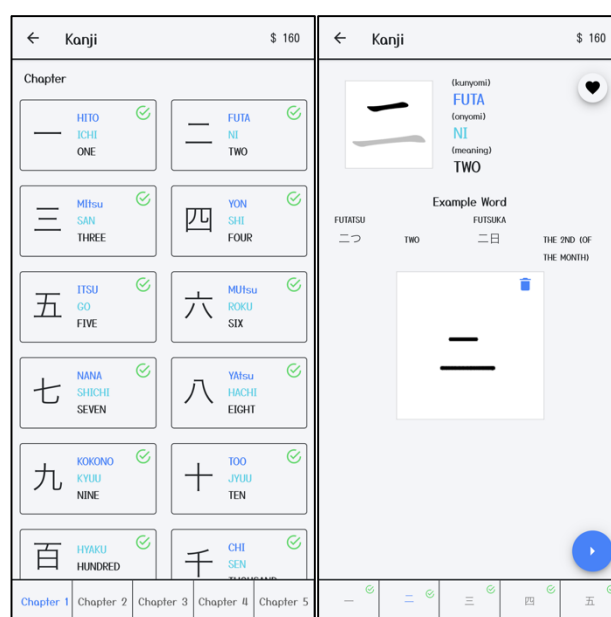 ← Kanji $ 160
Chapter
一
HITO
ICHI
ONE
二
FUTA
NI
TWO
三
MItsu
SAN
THREE
四
YON
SHI
FOUR
五
ITSU
GO
FIVE
六
MUtsu
ROKU
SIX
七
NANA
SHICHI
SEVEN
八
YAtsu
HACHI
EIGHT
九
KOKONO
KYUU
NINE
十
TOO
JYUU
TEN
百
HYAKU
HUNDRED
千
CHI
SEN
THOUSAND
Chapter 1 Chapter 2 Chapter 3 Chapter 4 Chapter 5
← Kanji $ 160
二
(kunyomi)
FUTA
(onyomi)
NI
(meaning)
TWO
Example Word
FUTATSU FUTSUKA
二つ TWO 二日 THE 2ND (OF
THE MONTH)
二
一 二 三 四 五